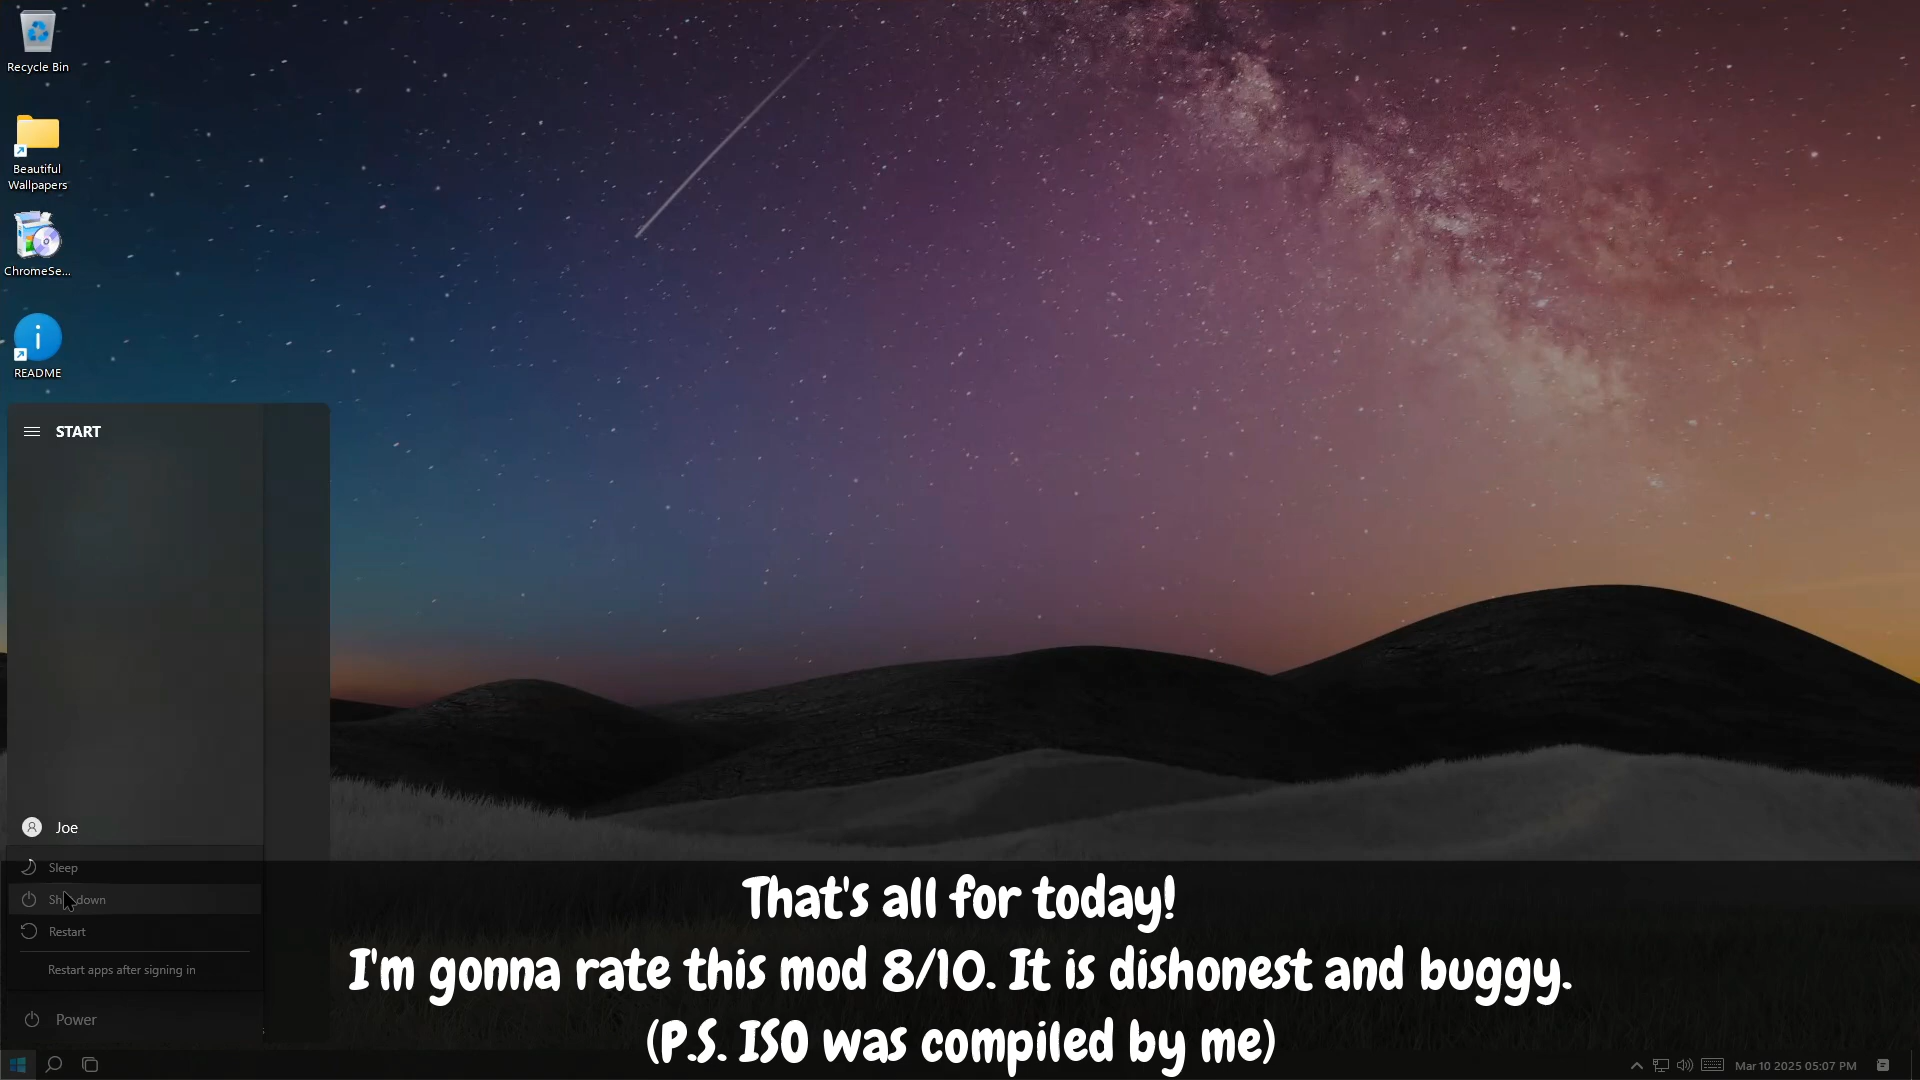 Recycle Bin
Beautiful
Wallpapers
ChromeSe...
README
START
Joe
Sleep
Restart
Restart apps after signing in
Power
That's all for today!
I'm gonna rate this mod 8/10. It is dishonest and buggy.
(P.S. ISO was compiled by me)
Mar 10 2025 05:07 PM